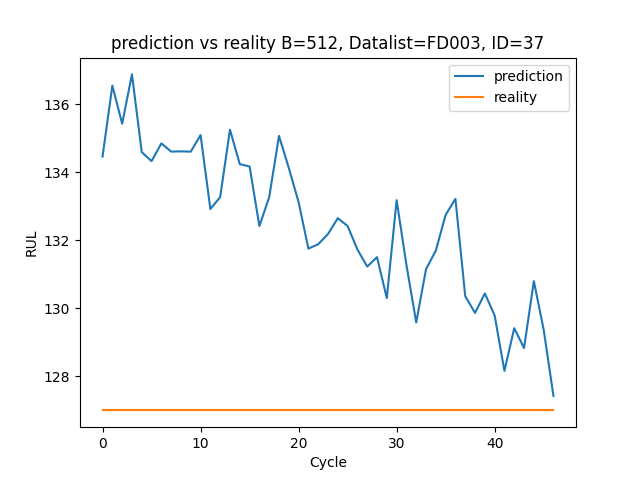 prediction vs reality B=512, Datalist=FD003, ID=37
prediction
reality
136
134
132
130
128
RUL
0 10 20 30 40
Cycle